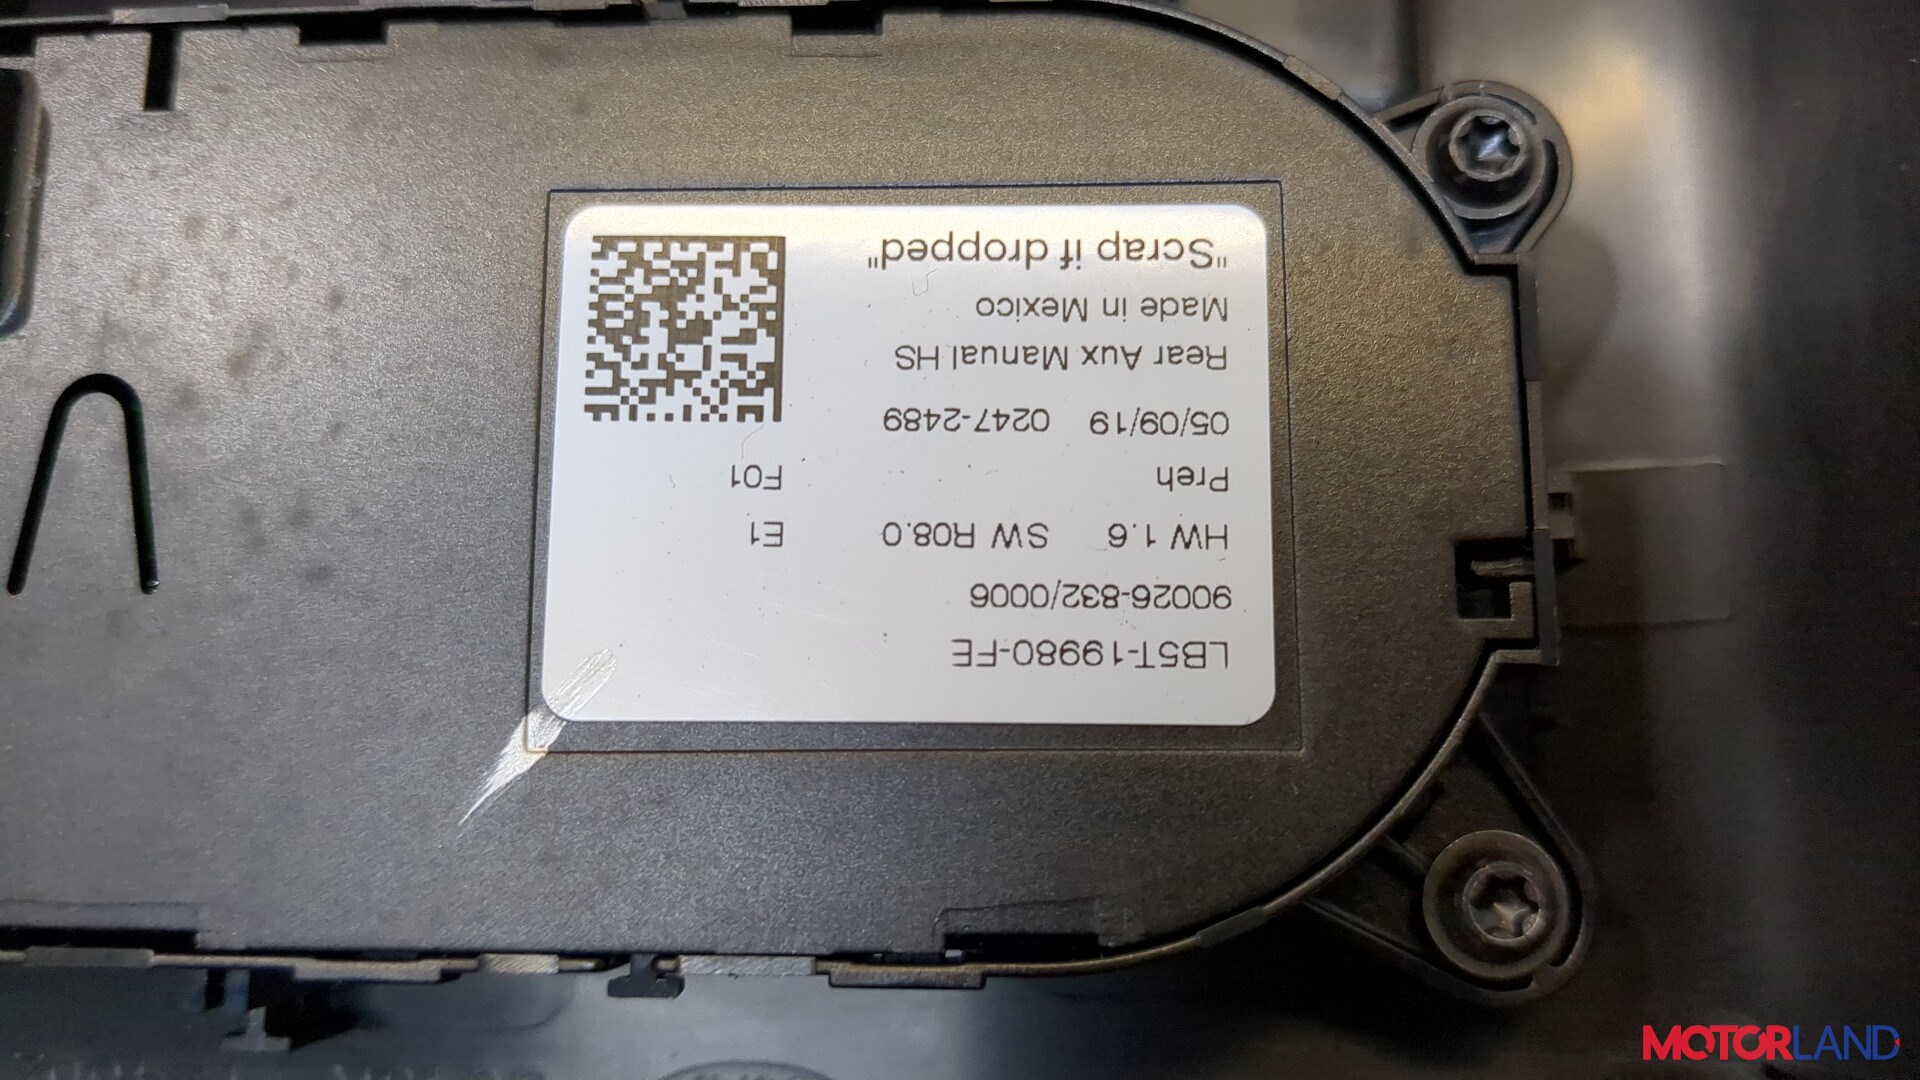 LB5T-19980-FE
90026-832/0006
HW 1.6 SW R08.0 E1
Preh F01
05/09/19 0247-2489
Rear Aux Manual HS
Made in Mexico
"Scrap if dropped"
MOTORLAND